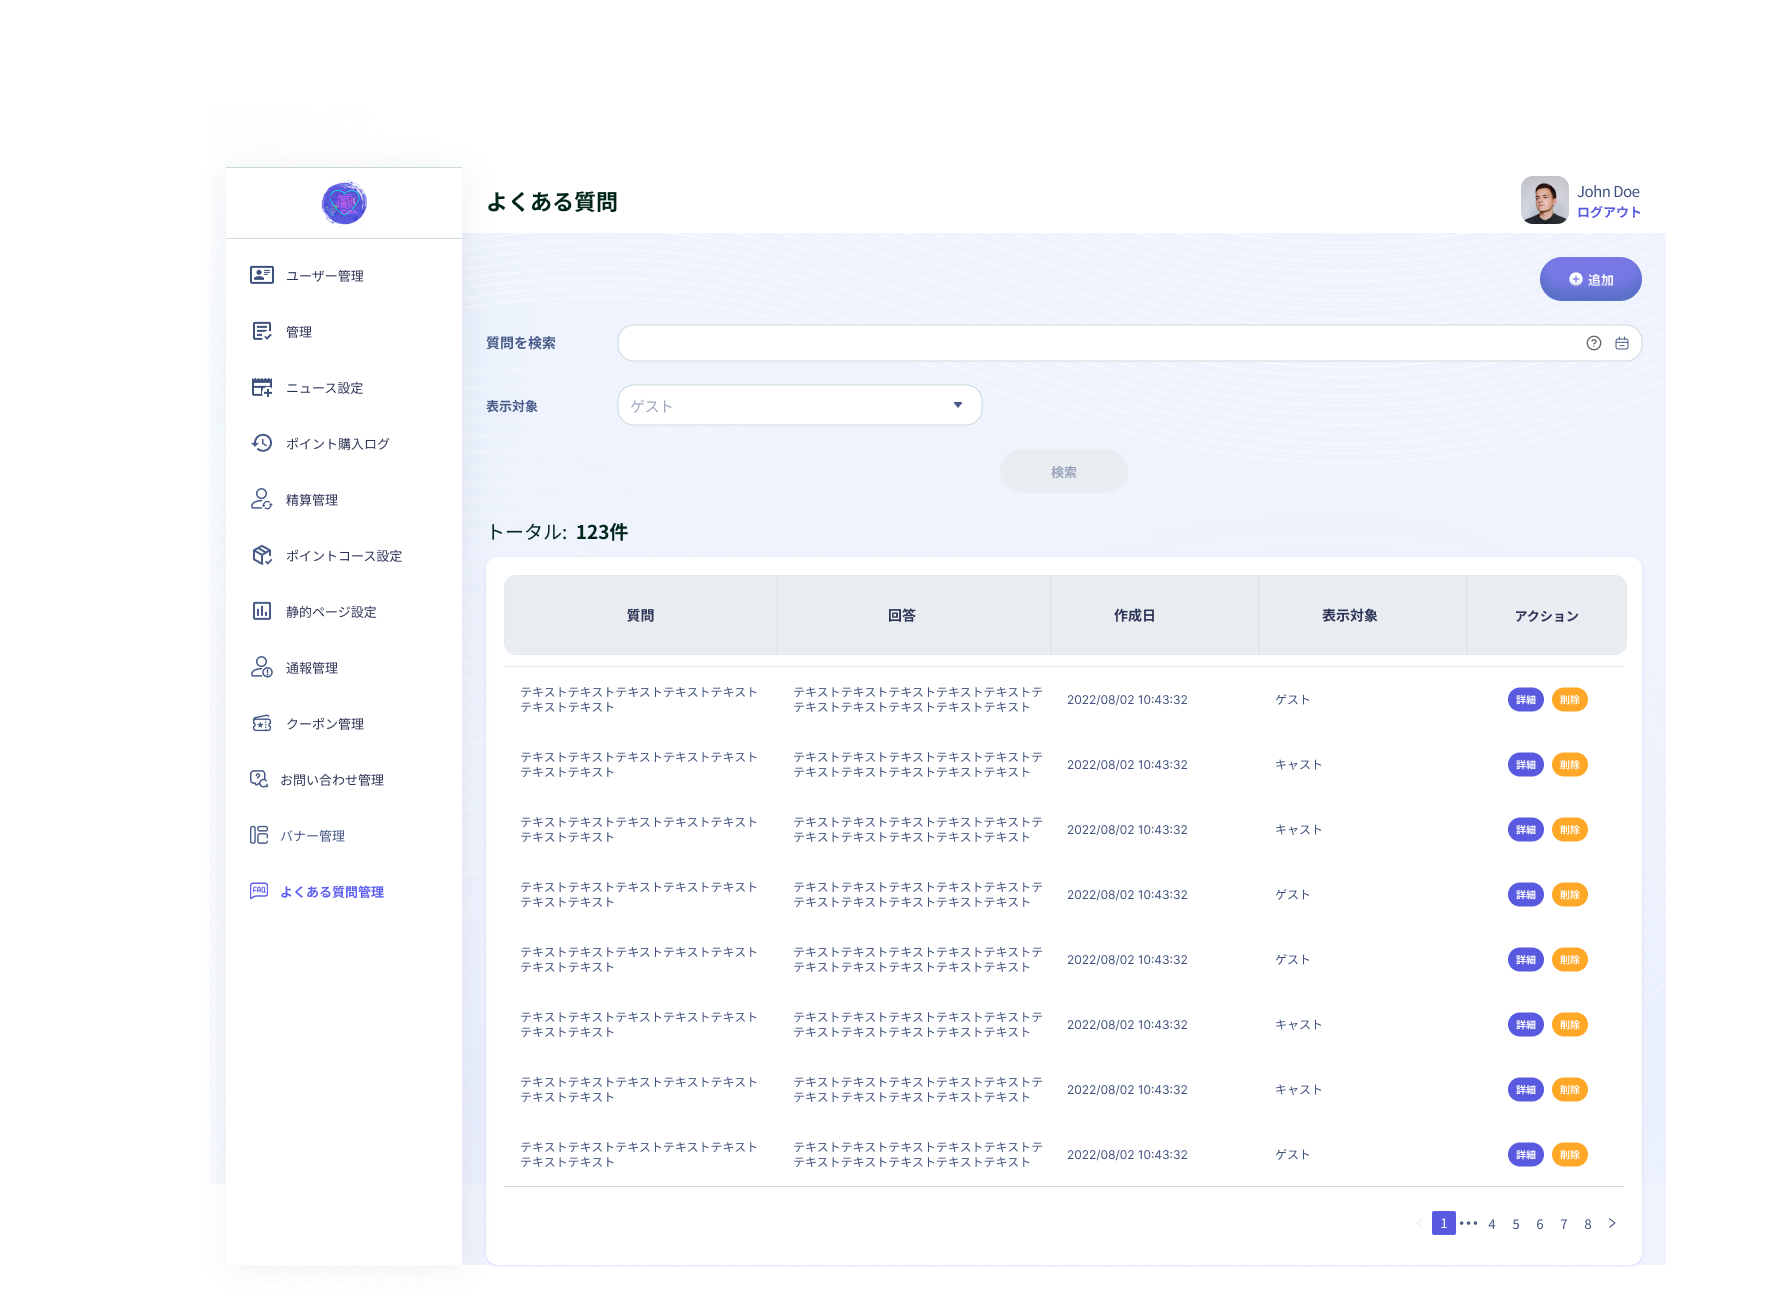 よくある質問
John Doe
ログアウト
ユーザー管理
管理
ニュース設定
ポイント購入ログ
精算管理
ポイントコース設定
静的ページ設定
通報管理
クーポン管理
お問い合わせ管理
バナー管理
FAQ
よくある質問管理
追加
質問を検索
表示対象
ゲスト
検索
トータル: 123件
質問 回答 作成日 表示対象 アクション
テキストテキストテキストテキストテキスト
テキストテキスト
テキストテキストテキストテキストテキストテ
テキストテキストテキストテキストテキスト
2022/08/02 10:43:32
ゲスト
詳細 削除
テキストテキストテキストテキストテキスト
テキストテキスト
テキストテキストテキストテキストテキストテ
テキストテキストテキストテキストテキスト
2022/08/02 10:43:32
キャスト
詳細 削除
テキストテキストテキストテキストテキスト
テキストテキスト
テキストテキストテキストテキストテキストテ
テキストテキストテキストテキストテキスト
2022/08/02 10:43:32
キャスト
詳細 削除
テキストテキストテキストテキストテキスト
テキストテキスト
テキストテキストテキストテキストテキストテ
テキストテキストテキストテキストテキスト
2022/08/02 10:43:32
ゲスト
詳細 削除
テキストテキストテキストテキストテキスト
テキストテキスト
テキストテキストテキストテキストテキストテ
テキストテキストテキストテキストテキスト
2022/08/02 10:43:32
ゲスト
詳細 削除
テキストテキストテキストテキストテキスト
テキストテキスト
テキストテキストテキストテキストテキストテ
テキストテキストテキストテキストテキスト
2022/08/02 10:43:32
キャスト
詳細 削除
テキストテキストテキストテキストテキスト
テキストテキスト
テキストテキストテキストテキストテキストテ
テキストテキストテキストテキストテキスト
2022/08/02 10:43:32
キャスト
詳細 削除
テキストテキストテキストテキストテキスト
テキストテキスト
テキストテキストテキストテキストテキストテ
テキストテキストテキストテキストテキスト
2022/08/02 10:43:32
ゲスト
詳細 削除
1 ••• 4 5 6 7 8